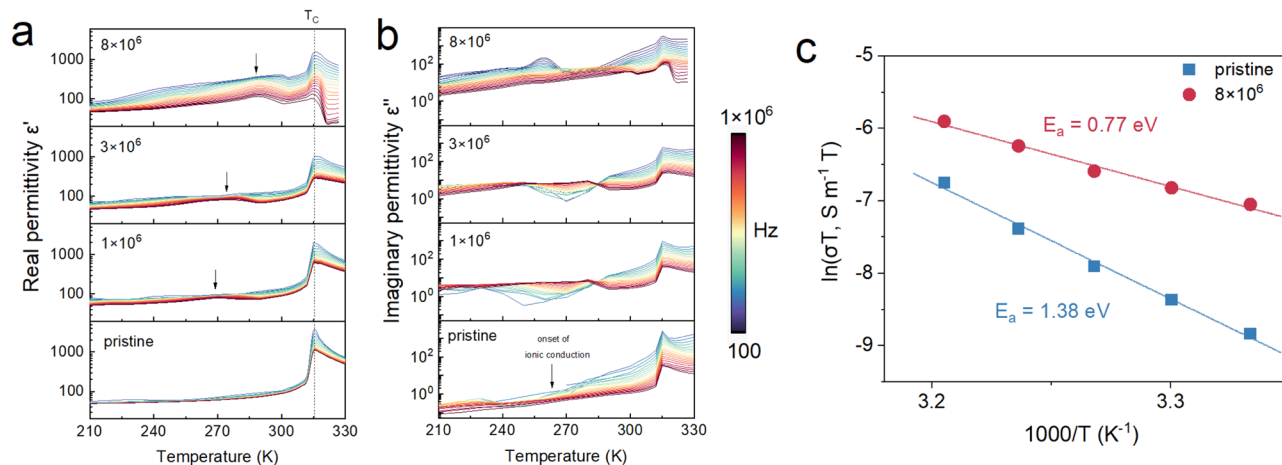 a
T_C
8×10⁶
1000
100
3×10⁶
1000
100
1×10⁶
1000
100
pristine
1000
100
Real permittivity ε'
210 240 270 300 330
Temperature (K)
b
8×10⁶
10⁴
10²
10⁰
3×10⁶
10⁴
10²
10⁰
1×10⁶
10⁴
10²
10⁰
pristine
onset of
ionic conduction
10⁴
10²
10⁰
Imaginary permittivity ε''
210 240 270 300 330
Temperature (K)
1×10⁶
Hz
100
c
-5
-6
-7
-8
-9
pristine
8×10⁶
E_a = 0.77 eV
E_a = 1.38 eV
ln(σT, S m⁻¹ T)
3.2 3.3
1000/T (K⁻¹)